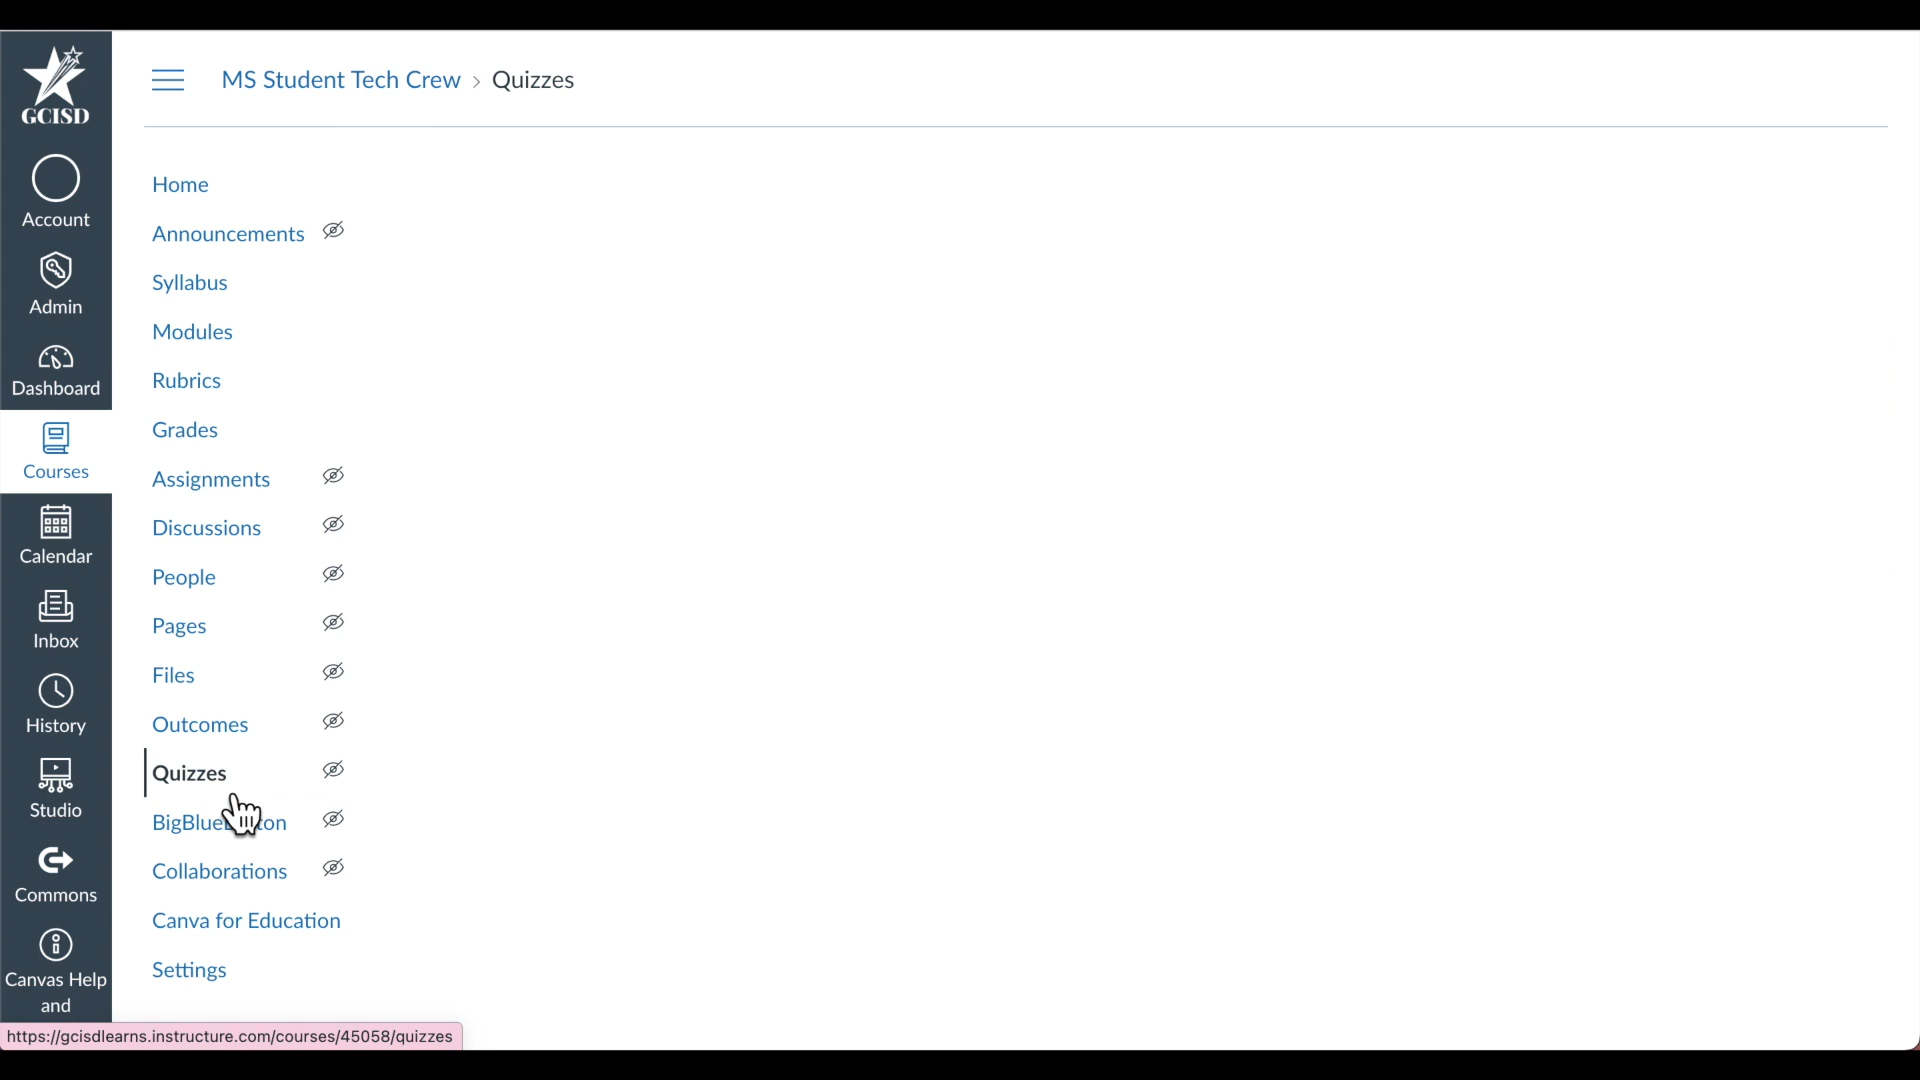 GCISD
Account
Admin
Dashboard
Courses
Calendar
Inbox
History
Studio
Commons
Canvas Help
and
MS Student Tech Crew > Quizzes
Home
Announcements
Syllabus
Modules
Rubrics
Grades
Assignments
Discussions
People
Pages
Files
Outcomes
Quizzes
Collaborations
Canva for Education
Settings
https://gcisdlearns.instructure.com/courses/45058/quizzes